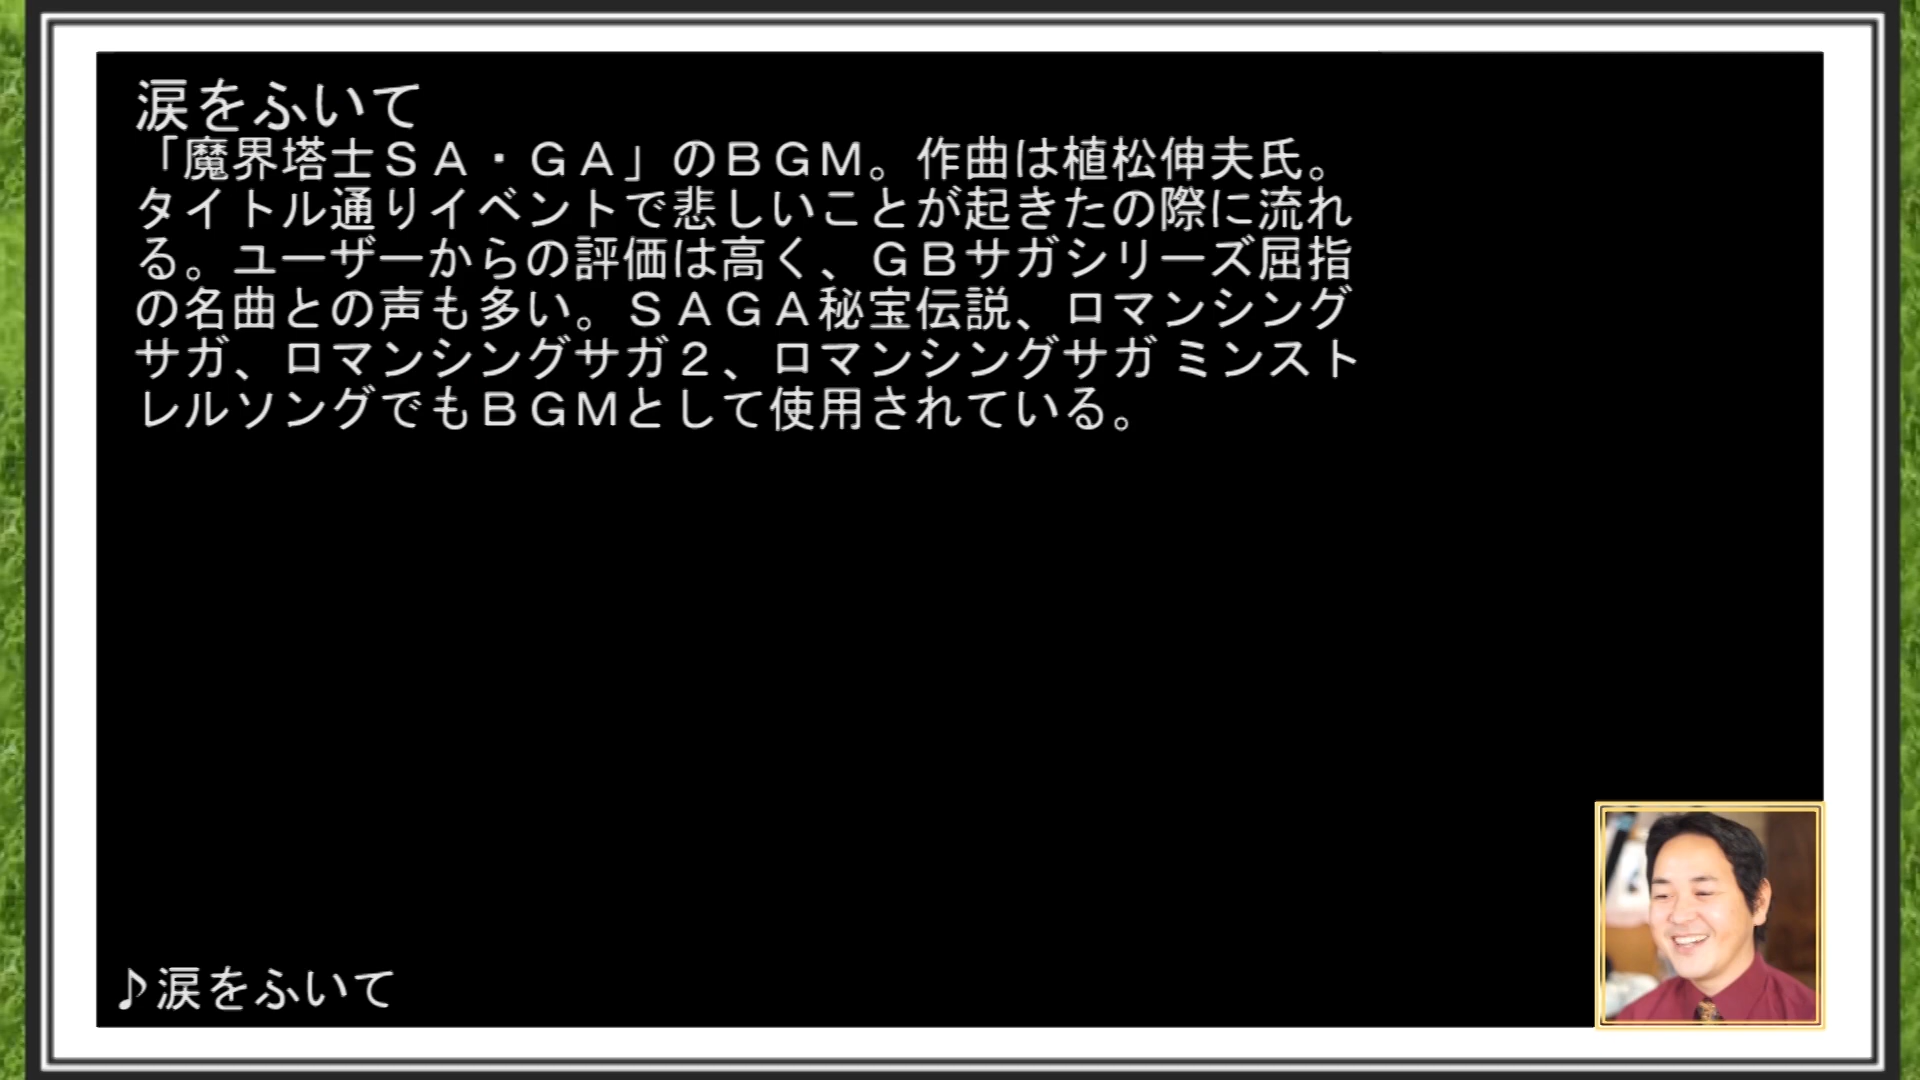 涙をふいて
「魔界塔士ＳＡ・ＧＡ」のＢＧＭ。作曲は植松伸夫氏。
タイトル通りイベントで悲しいことが起きたの際に流れ
る。ユーザーからの評価は高く、ＧＢサガシリーズ屈指
の名曲との声も多い。ＳＡＧＡ秘宝伝説、ロマンシング
サガ、ロマンシングサガ２、ロマンシングサガ ミンスト
レルソングでもＢＧＭとして使用されている。
♪涙をふいて